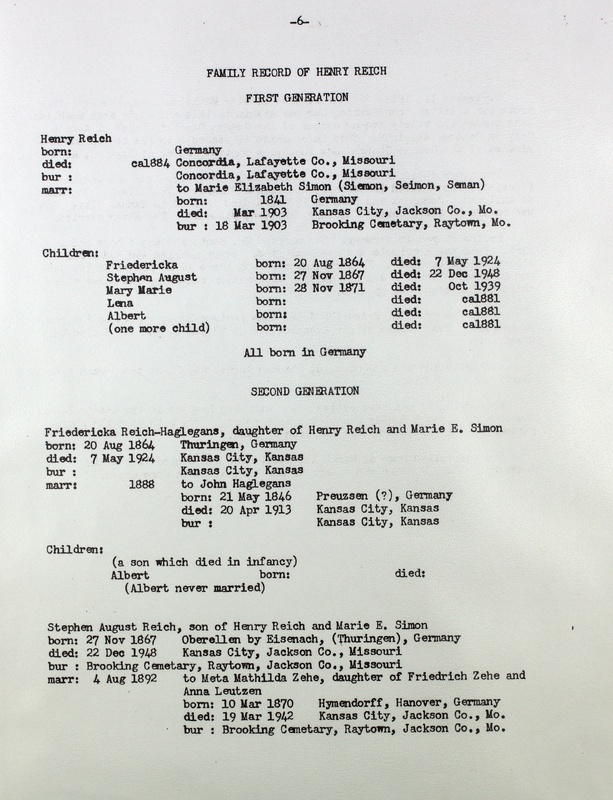 -6-
FAMILY RECORD OF HENRY REICH
FIRST GENERATION
Henry Reich
born: Germany
died: ca1884 Concordia, Lafayette Co., Missouri
bur : Concordia, Lafayette Co., Missouri
marr: to Marie Elizabeth Simon (Siemon, Seimon, Seman)
born: 1841 Germany
died: Mar 1903 Kansas City, Jackson Co., Mo.
bur : 18 Mar 1903 Brooking Cemetary, Raytown, Mo.
Children:
Friedericka born: 20 Aug 1864 died: 7 May 1924
Stephen August born: 27 Nov 1867 died: 22 Dec 1948
Mary Marie born: 28 Nov 1871 died: Oct 1939
Lena born: died: ca1881
Albert born: died: ca1881
(one more child) born: died: ca1881
All born in Germany
SECOND GENERATION
Friedericka Reich-Haglegans, daughter of Henry Reich and Marie E. Simon
born: 20 Aug 1864 Thuringen, Germany
died: 7 May 1924 Kansas City, Kansas
bur : Kansas City, Kansas
marr: 1888 to John Haglegans
born: 21 May 1846 Preuzsen (?), Germany
died: 20 Apr 1913 Kansas City, Kansas
bur : Kansas City, Kansas
Children:
(a son which died in infancy)
Albert born: died:
(Albert never married)
Stephen August Reich, son of Henry Reich and Marie E. Simon
born: 27 Nov 1867 Oberellen by Eisenach, (Thuringen), Germany
died: 22 Dec 1948 Kansas City, Jackson Co., Missouri
bur : Brooking Cemetary, Raytown, Jackson Co., Missouri
marr: 4 Aug 1892 to Meta Mathilda Zehe, daughter of Friedrich Zehe and
Anna Leutzen
born: 10 Mar 1870 Hymendorff, Hanover, Germany
died: 19 Mar 1942 Kansas City, Jackson Co., Mo.
bur : Brooking Cemetary, Raytown, Jackson Co., Mo.